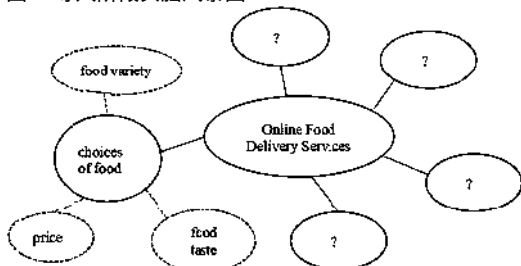 ?
?
food variety
Online Food
Delivery Services
choices
of food
?
price
food
taste
?